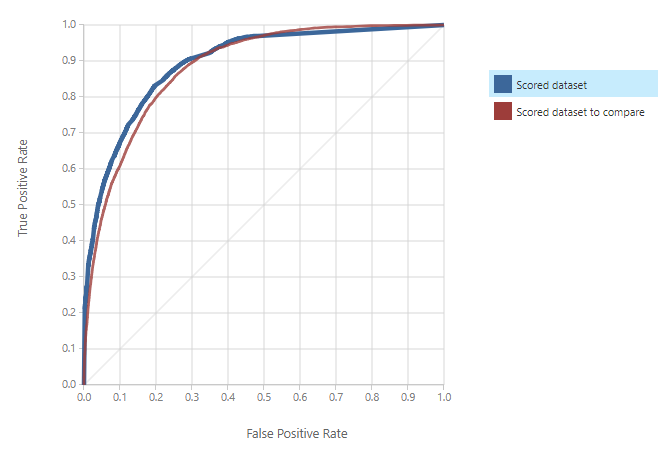 1.0
0.9
0.8
0.7
0.6
0.5
0.4
0.3
0.2
0.1
0.0
True Positive Rate
0.0 0.1 0.2 0.3 0.4 0.5 0.6 0.7 0.8 0.9 1.0
False Positive Rate
Scored dataset
Scored dataset to compare